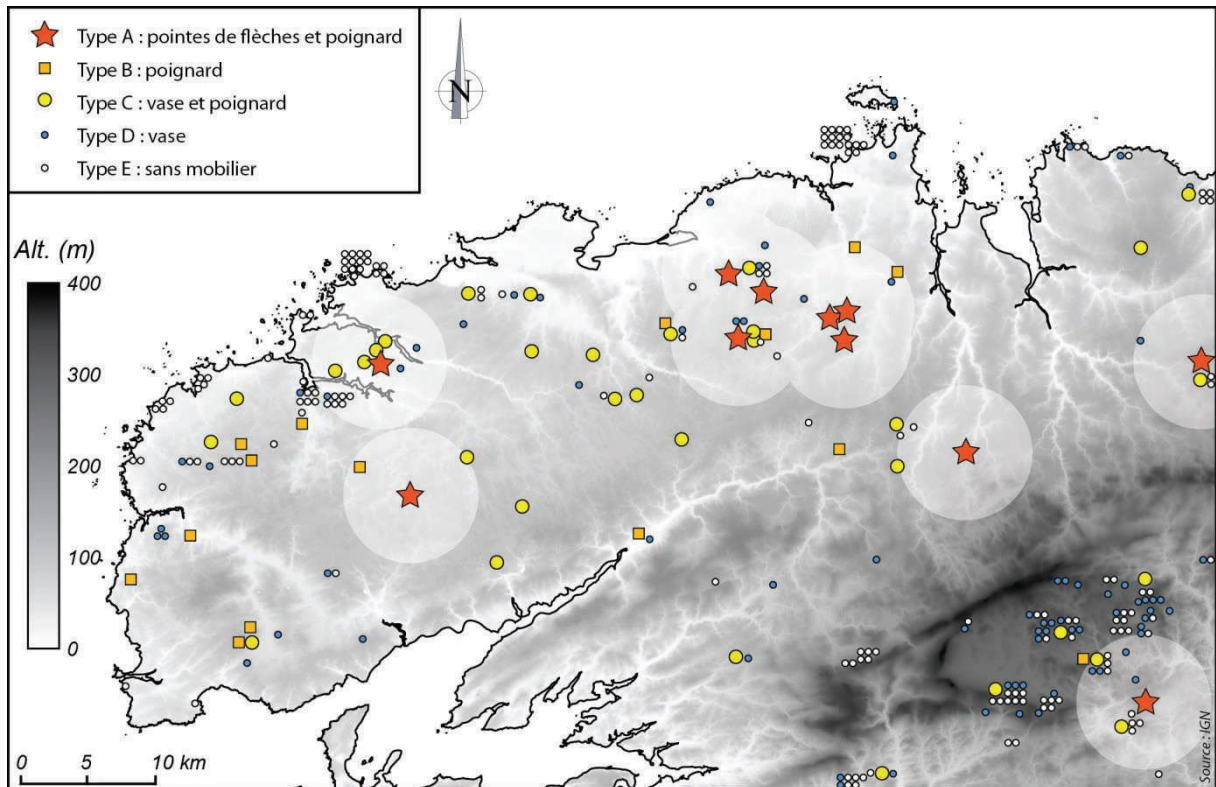 Type A : pointes de flèches et poignard
Type B : poignard
Type C : vase et poignard
Type D : vase
Type E : sans mobilier
N
Alt. (m)
400
300
200
100
0
0 5 10 km
Source : IGN